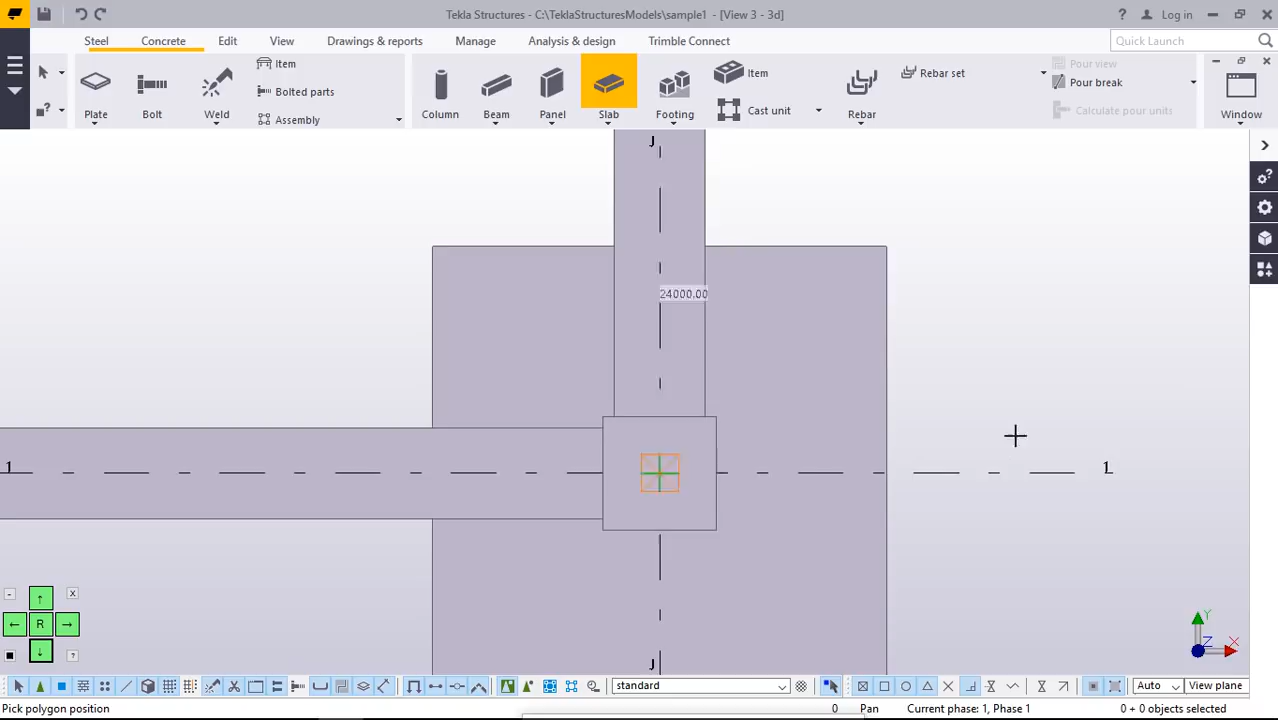 Tekla Structures - C:\TeklaStructuresModels\sample1 - [View 3 - 3d]
Log in
Steel
Concrete
Edit
View
Drawings & reports
Manage
Analysis & design
Trimble Connect
Quick Launch
Plate
Bolt
Weld
Item
Bolted parts
Assembly
Column
Beam
Panel
Slab
Footing
Item
Cast unit
Rebar
Rebar set
Pour view
Pour break
Calculate pour units
Window
J
24000.00
1
1
J
R
Y
Z
X
standard
Auto
View plane
Pick polygon position
0
Pan
Current phase: 1, Phase 1
0 + 0 objects selected